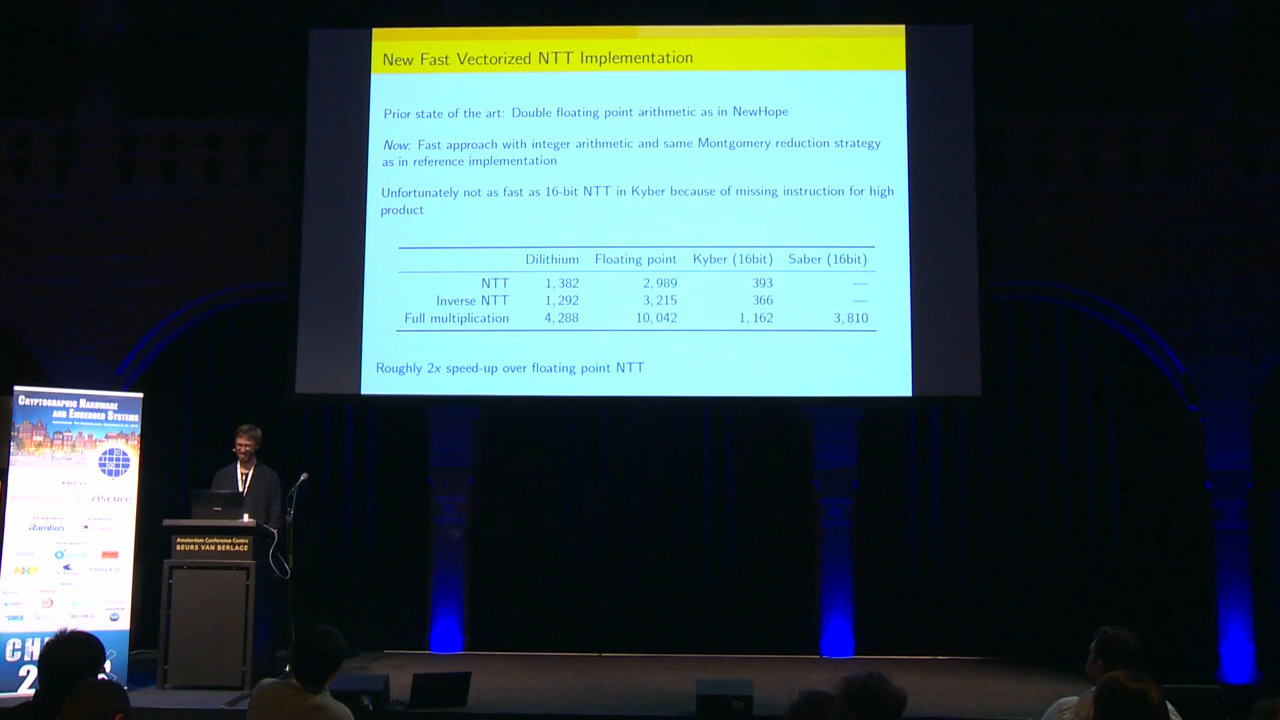 New Fast Vectorized NTT Implementation
Prior state of the art: Double floating point arithmetic as in NewHope
Now: Fast approach with integer arithmetic and same Montgomery reduction strategy
as in reference implementation
Unfortunately not as fast as 16-bit NTT in Kyber because of missing instruction for high
product
Dilithium Floating point Kyber (16bit) Saber (16bit)
NTT 1,382 2,989 393 —
Inverse NTT 1,292 3,215 366 —
Full multiplication 4,288 10,042 1,162 3,810
Roughly 2x speed-up over floating point NTT
Cryptographic Hardware
and Embedded Systems
riscure
Rambus
Amsterdam Conference Centre
BEURS VAN BERLAGE